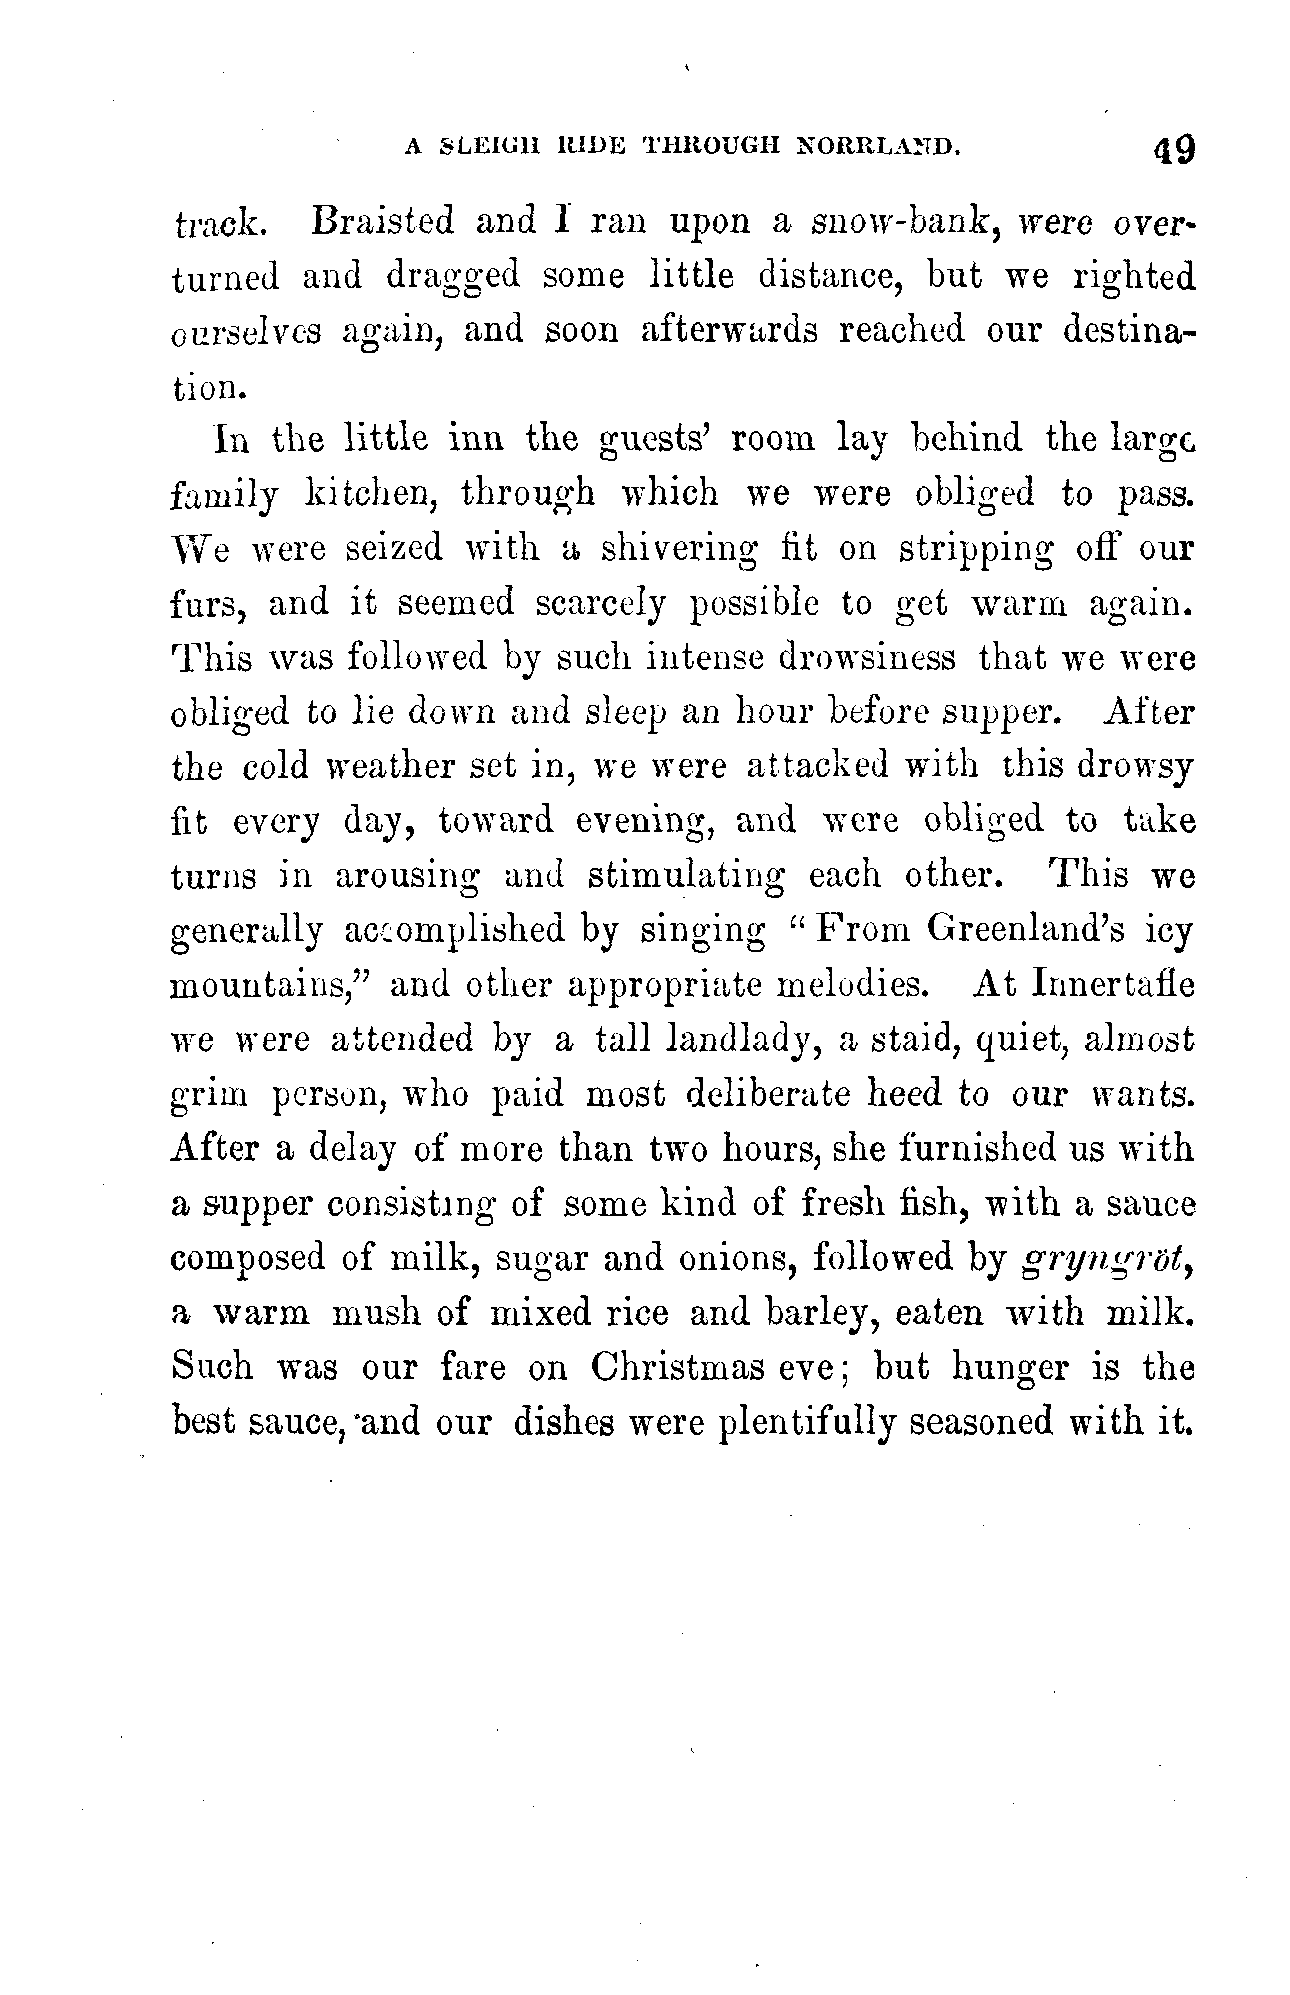 A SLEIGH RIDE THROUGH NORRLAND. 49
track. Braisted and I ran upon a snow-bank, were over-
turned and dragged some little distance, but we righted
ourselves again, and soon afterwards reached our destina-
tion.
In the little inn the guests' room lay behind the large
family kitchen, through which we were obliged to pass.
We were seized with a shivering fit on stripping off our
furs, and it seemed scarcely possible to get warm again.
This was followed by such intense drowsiness that we were
obliged to lie down and sleep an hour before supper. After
the cold weather set in, we were attacked with this drowsy
fit every day, toward evening, and were obliged to take
turns in arousing and stimulating each other. This we
generally accomplished by singing "From Greenland's icy
mountains," and other appropriate melodies. At Innertafle
we were attended by a tall landlady, a staid, quiet, almost
grim person, who paid most deliberate heed to our wants.
After a delay of more than two hours, she furnished us with
a supper consisting of some kind of fresh fish, with a sauce
composed of milk, sugar and onions, followed by gryngröt,
a warm mush of mixed rice and barley, eaten with milk.
Such was our fare on Christmas eve; but hunger is the
best sauce, and our dishes were plentifully seasoned with it.